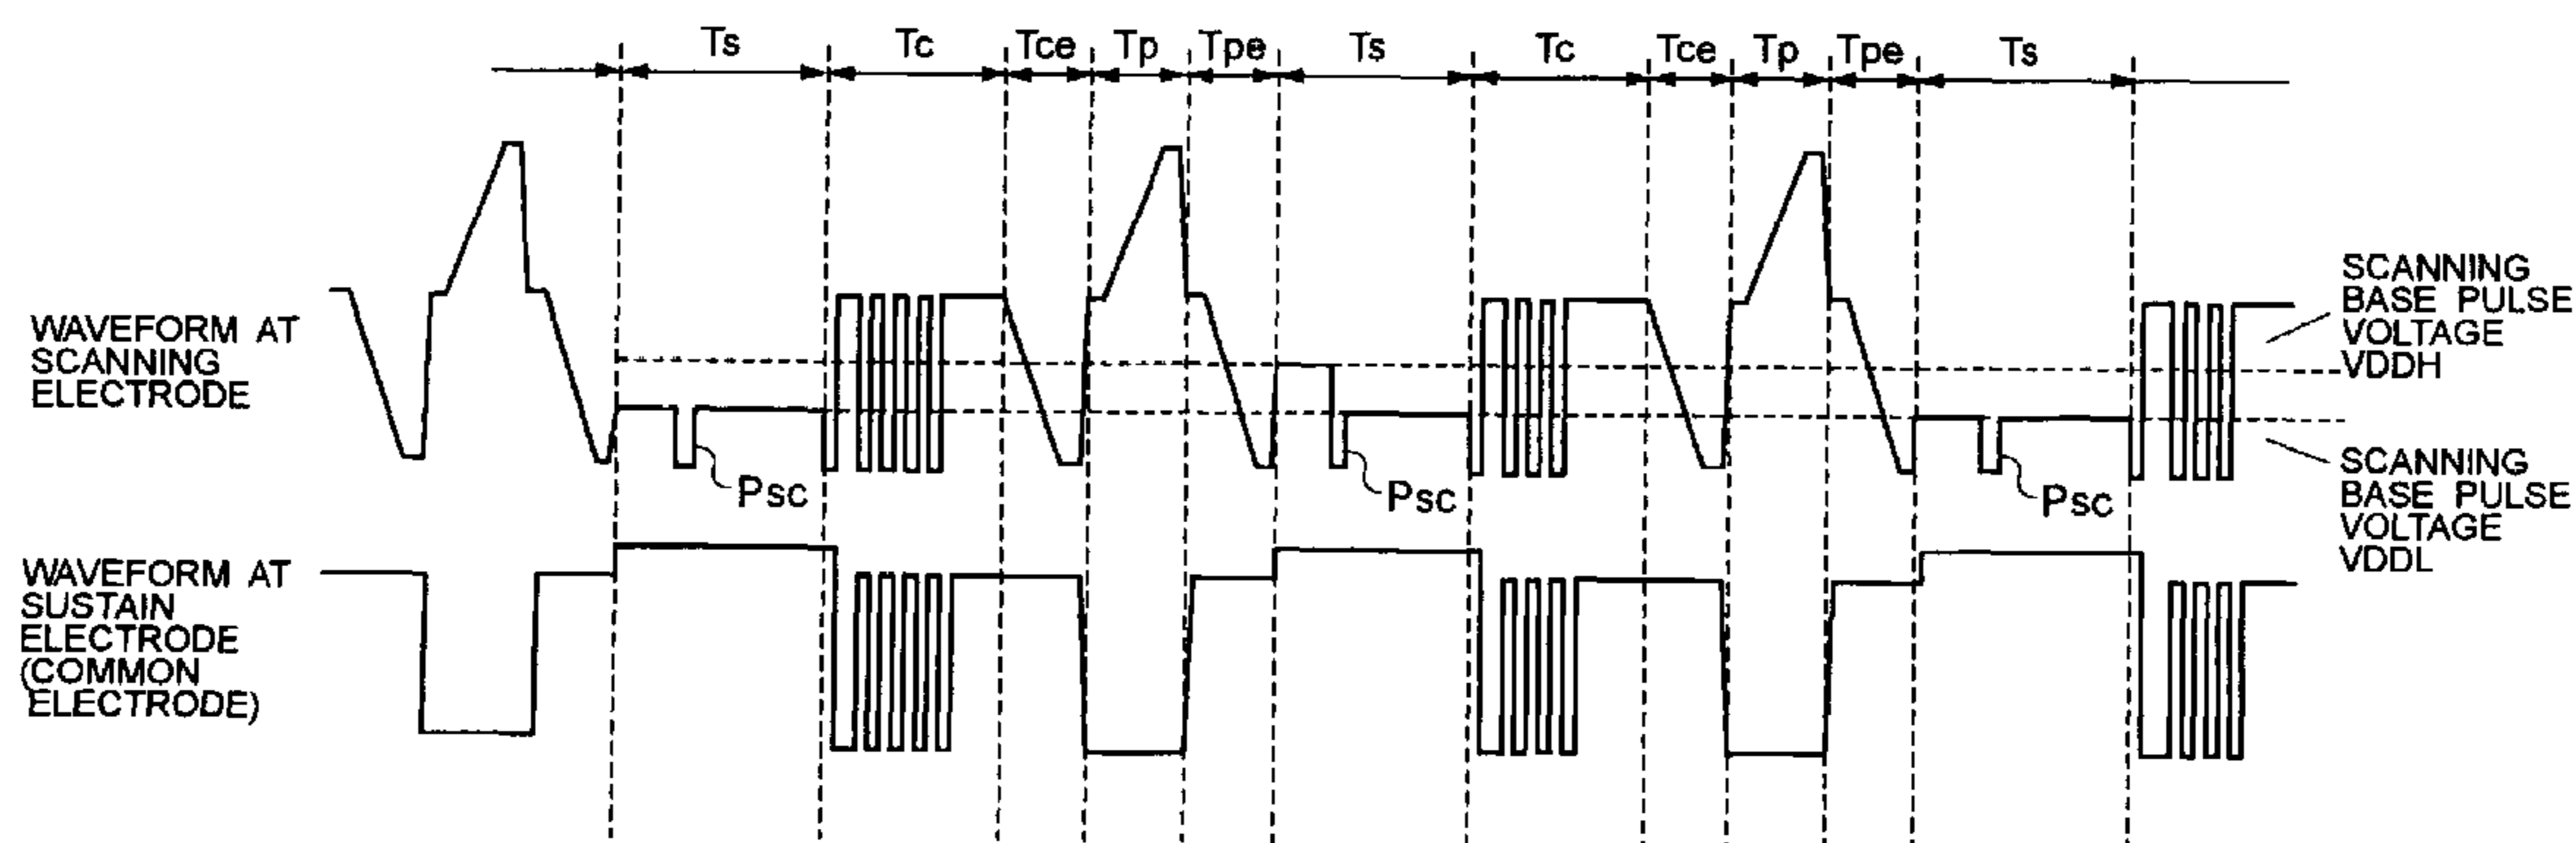 Ts Tc Tce Tp Tpe Ts Tc Tce Tp Tpe Ts
WAVEFORM AT
SCANNING
ELECTRODE
Psc
Psc
Psc
SCANNING
BASE PULSE
VOLTAGE
VDDH
SCANNING
BASE PULSE
VOLTAGE
VDDL
WAVEFORM AT
SUSTAIN
ELECTRODE
(COMMON
ELECTRODE)